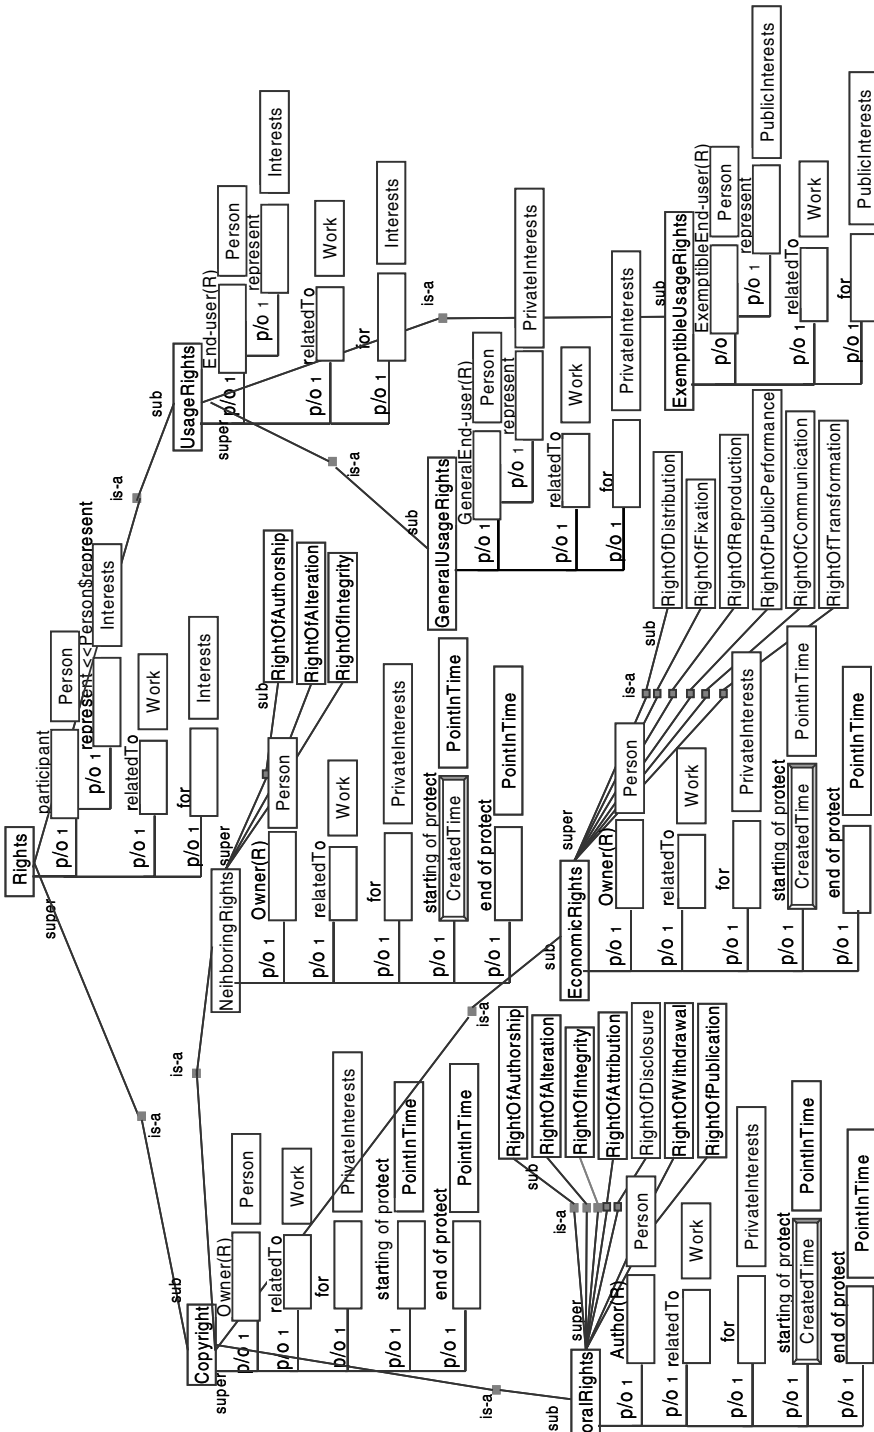 Rights
super
participant
p/o 1
Person
represent << Person$represent
p/o 1
Interests
relatedTo
p/o 1
Work
for
p/o 1
Interests
is-a
sub
UsageRights
super
End-user(R)
p/o 1
Person
represent
p/o 1
Interests
relatedTo
p/o 1
Work
for
p/o 1
Interests
is-a
is-a
sub
GeneralUsageRights
GeneralEnd-user(R)
p/o 1
Person
represent
p/o 1
PrivateInterests
relatedTo
p/o 1
Work
for
p/o 1
PrivateInterests
sub
ExemptibleUsageRights
ExemptibleEnd-user(R)
p/o
Person
represent
p/o 1
PublicInterests
relatedTo
p/o 1
Work
for
p/o 1
PublicInterests
is-a
sub
Copyright
super
Owner(R)
p/o 1
Person
relatedTo
p/o 1
Work
for
p/o 1
PrivateInterests
starting of protect
p/o 1
PointInTime
end of protect
p/o 1
PointInTime
is-a
NeihboringRights
super
sub
RightOfAuthorship
RightOfAlteration
RightOfIntegrity
Owner(R)
p/o 1
Person
relatedTo
p/o 1
Work
for
p/o 1
PrivateInterests
starting of protect
p/o 1
CreatedTime
PointInTime
end of protect
p/o 1
PointInTime
is-a
sub
EconomicRights
super
is-a
sub
RightOfDistribution
RightOfFixation
RightOfReproduction
RightOfPublicPerformance
RightOfCommunication
RightOfTransformation
Owner(R)
p/o 1
Person
relatedTo
p/o 1
Work
for
p/o 1
PrivateInterests
starting of protect
p/o 1
CreatedTime
PointInTime
end of protect
p/o 1
PointInTime
is-a
sub
oralRights
super
is-a
sub
RightOfAuthorship
RightOfAlteration
RightOfIntegrity
RightOfAttribution
RightOfDisclosure
RightOfWithdrawal
RightOfPublication
Author(R)
p/o 1
Person
relatedTo
p/o 1
Work
for
p/o 1
PrivateInterests
starting of protect
p/o 1
CreatedTime
PointInTime
end of protect
p/o 1
PointInTime